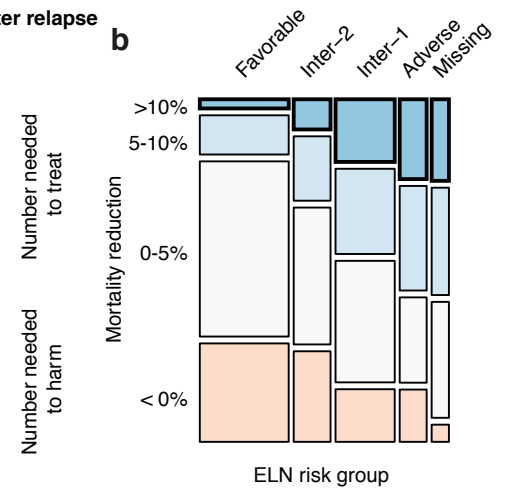 ter relapse
b
Favorable
Inter–2
Inter–1
Adverse
Missing
>10%
5-10%
0-5%
< 0%
Mortality reduction
Number needed
to treat
Number needed
to harm
ELN risk group